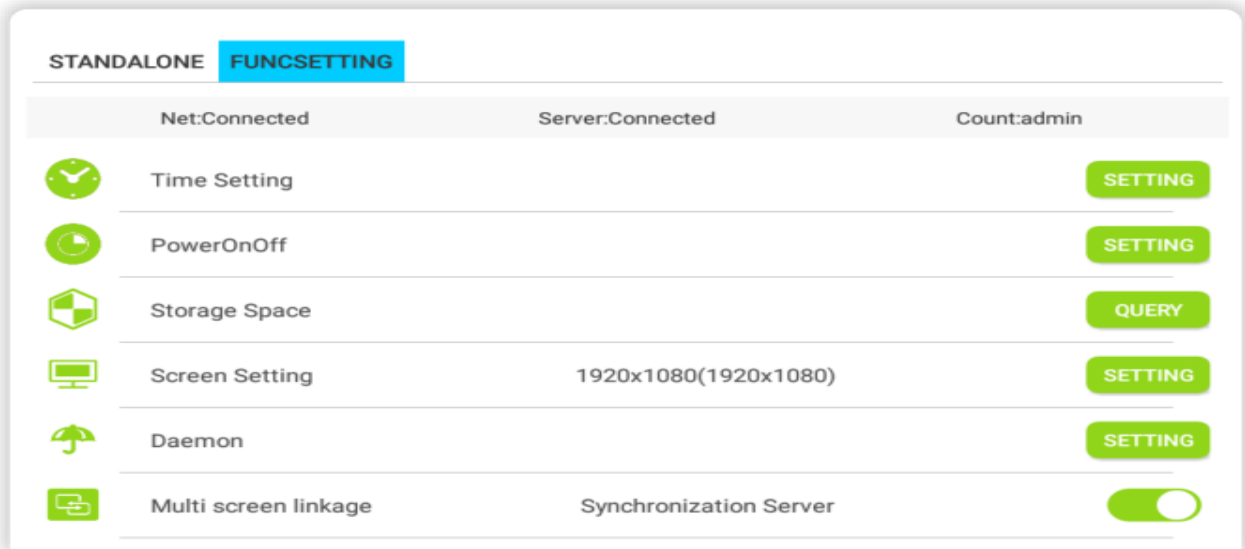 STANDALONE FUNCSETTING
Net:Connected Server:Connected Count:admin
Time Setting SETTING
PowerOnOff SETTING
Storage Space QUERY
Screen Setting 1920x1080(1920x1080) SETTING
Daemon SETTING
Multi screen linkage Synchronization Server